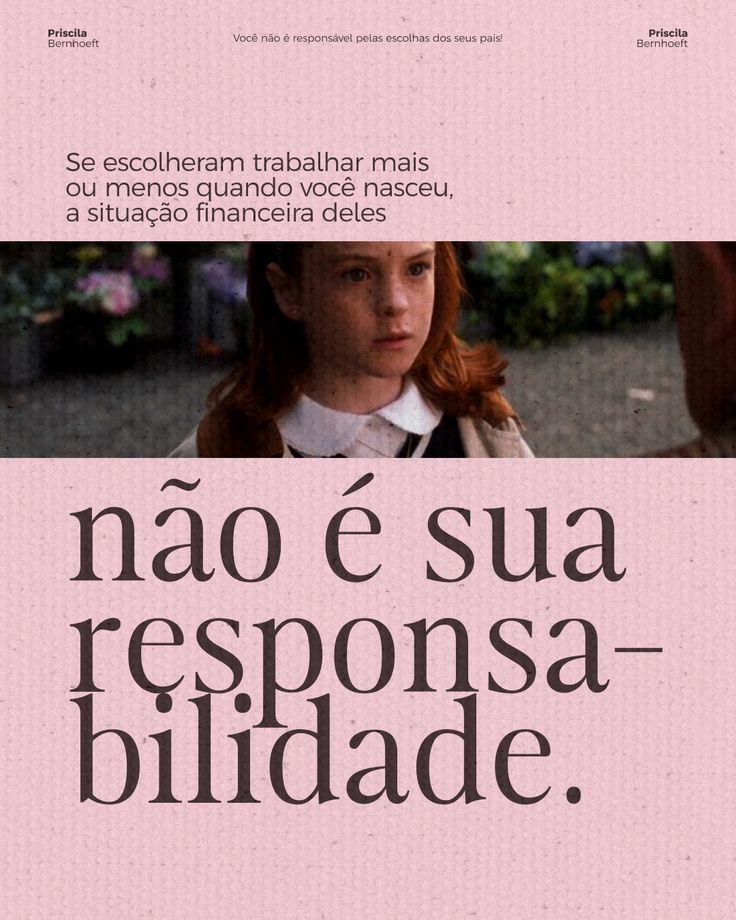 Priscila
Bernhoeft
Você não é responsável pelas escolhas dos seus pais!
Priscila
Bernhoeft
Se escolheram trabalhar mais
ou menos quando você nasceu,
a situação financeira deles
não é sua
responsa–
bilidade.